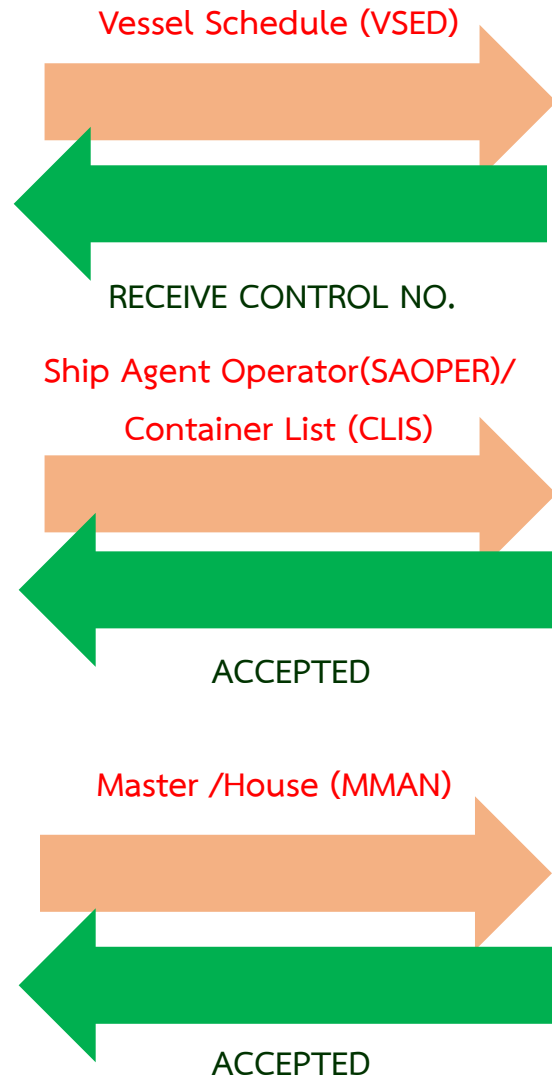 Vessel Schedule (VSED)
RECEIVE CONTROL NO.
Ship Agent Operator(SAOPER)/
Container List (CLIS)
ACCEPTED
Master /House (MMAN)
ACCEPTED